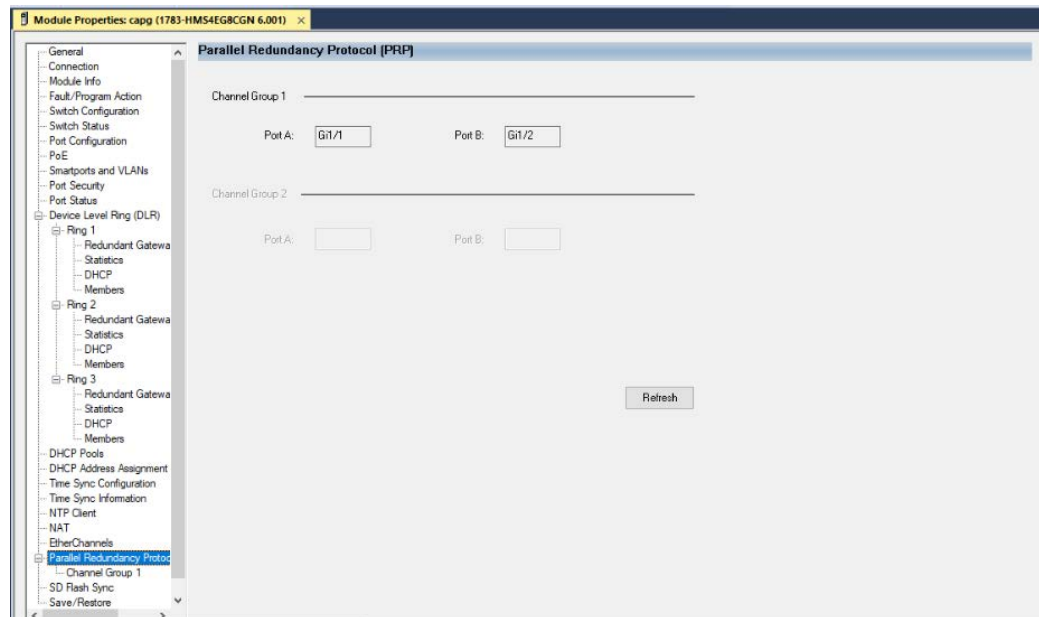 Module Properties: capg (1783-HMS4EG8CGN 6.001) ×
General
Connection
Module Info
Fault/Program Action
Switch Configuration
Switch Status
Port Configuration
PoE
Smartports and VLANs
Port Security
Port Status
Device Level Ring (DLR)
Ring 1
Redundant Gatewa
Statistics
DHCP
Members
Ring 2
Redundant Gatewa
Statistics
DHCP
Members
Ring 3
Redundant Gatewa
Statistics
DHCP
Members
DHCP Pools
DHCP Address Assignment
Time Sync Configuration
Time Sync Information
NTP Client
NAT
EtherChannels
Parallel Redundancy Protoc
Channel Group 1
SD Flash Sync
Save/Restore
Parallel Redundancy Protocol (PRP)
Channel Group 1
Port A: Gi1/1 Port B: Gi1/2
Channel Group 2
Port A: Port B:
Refresh